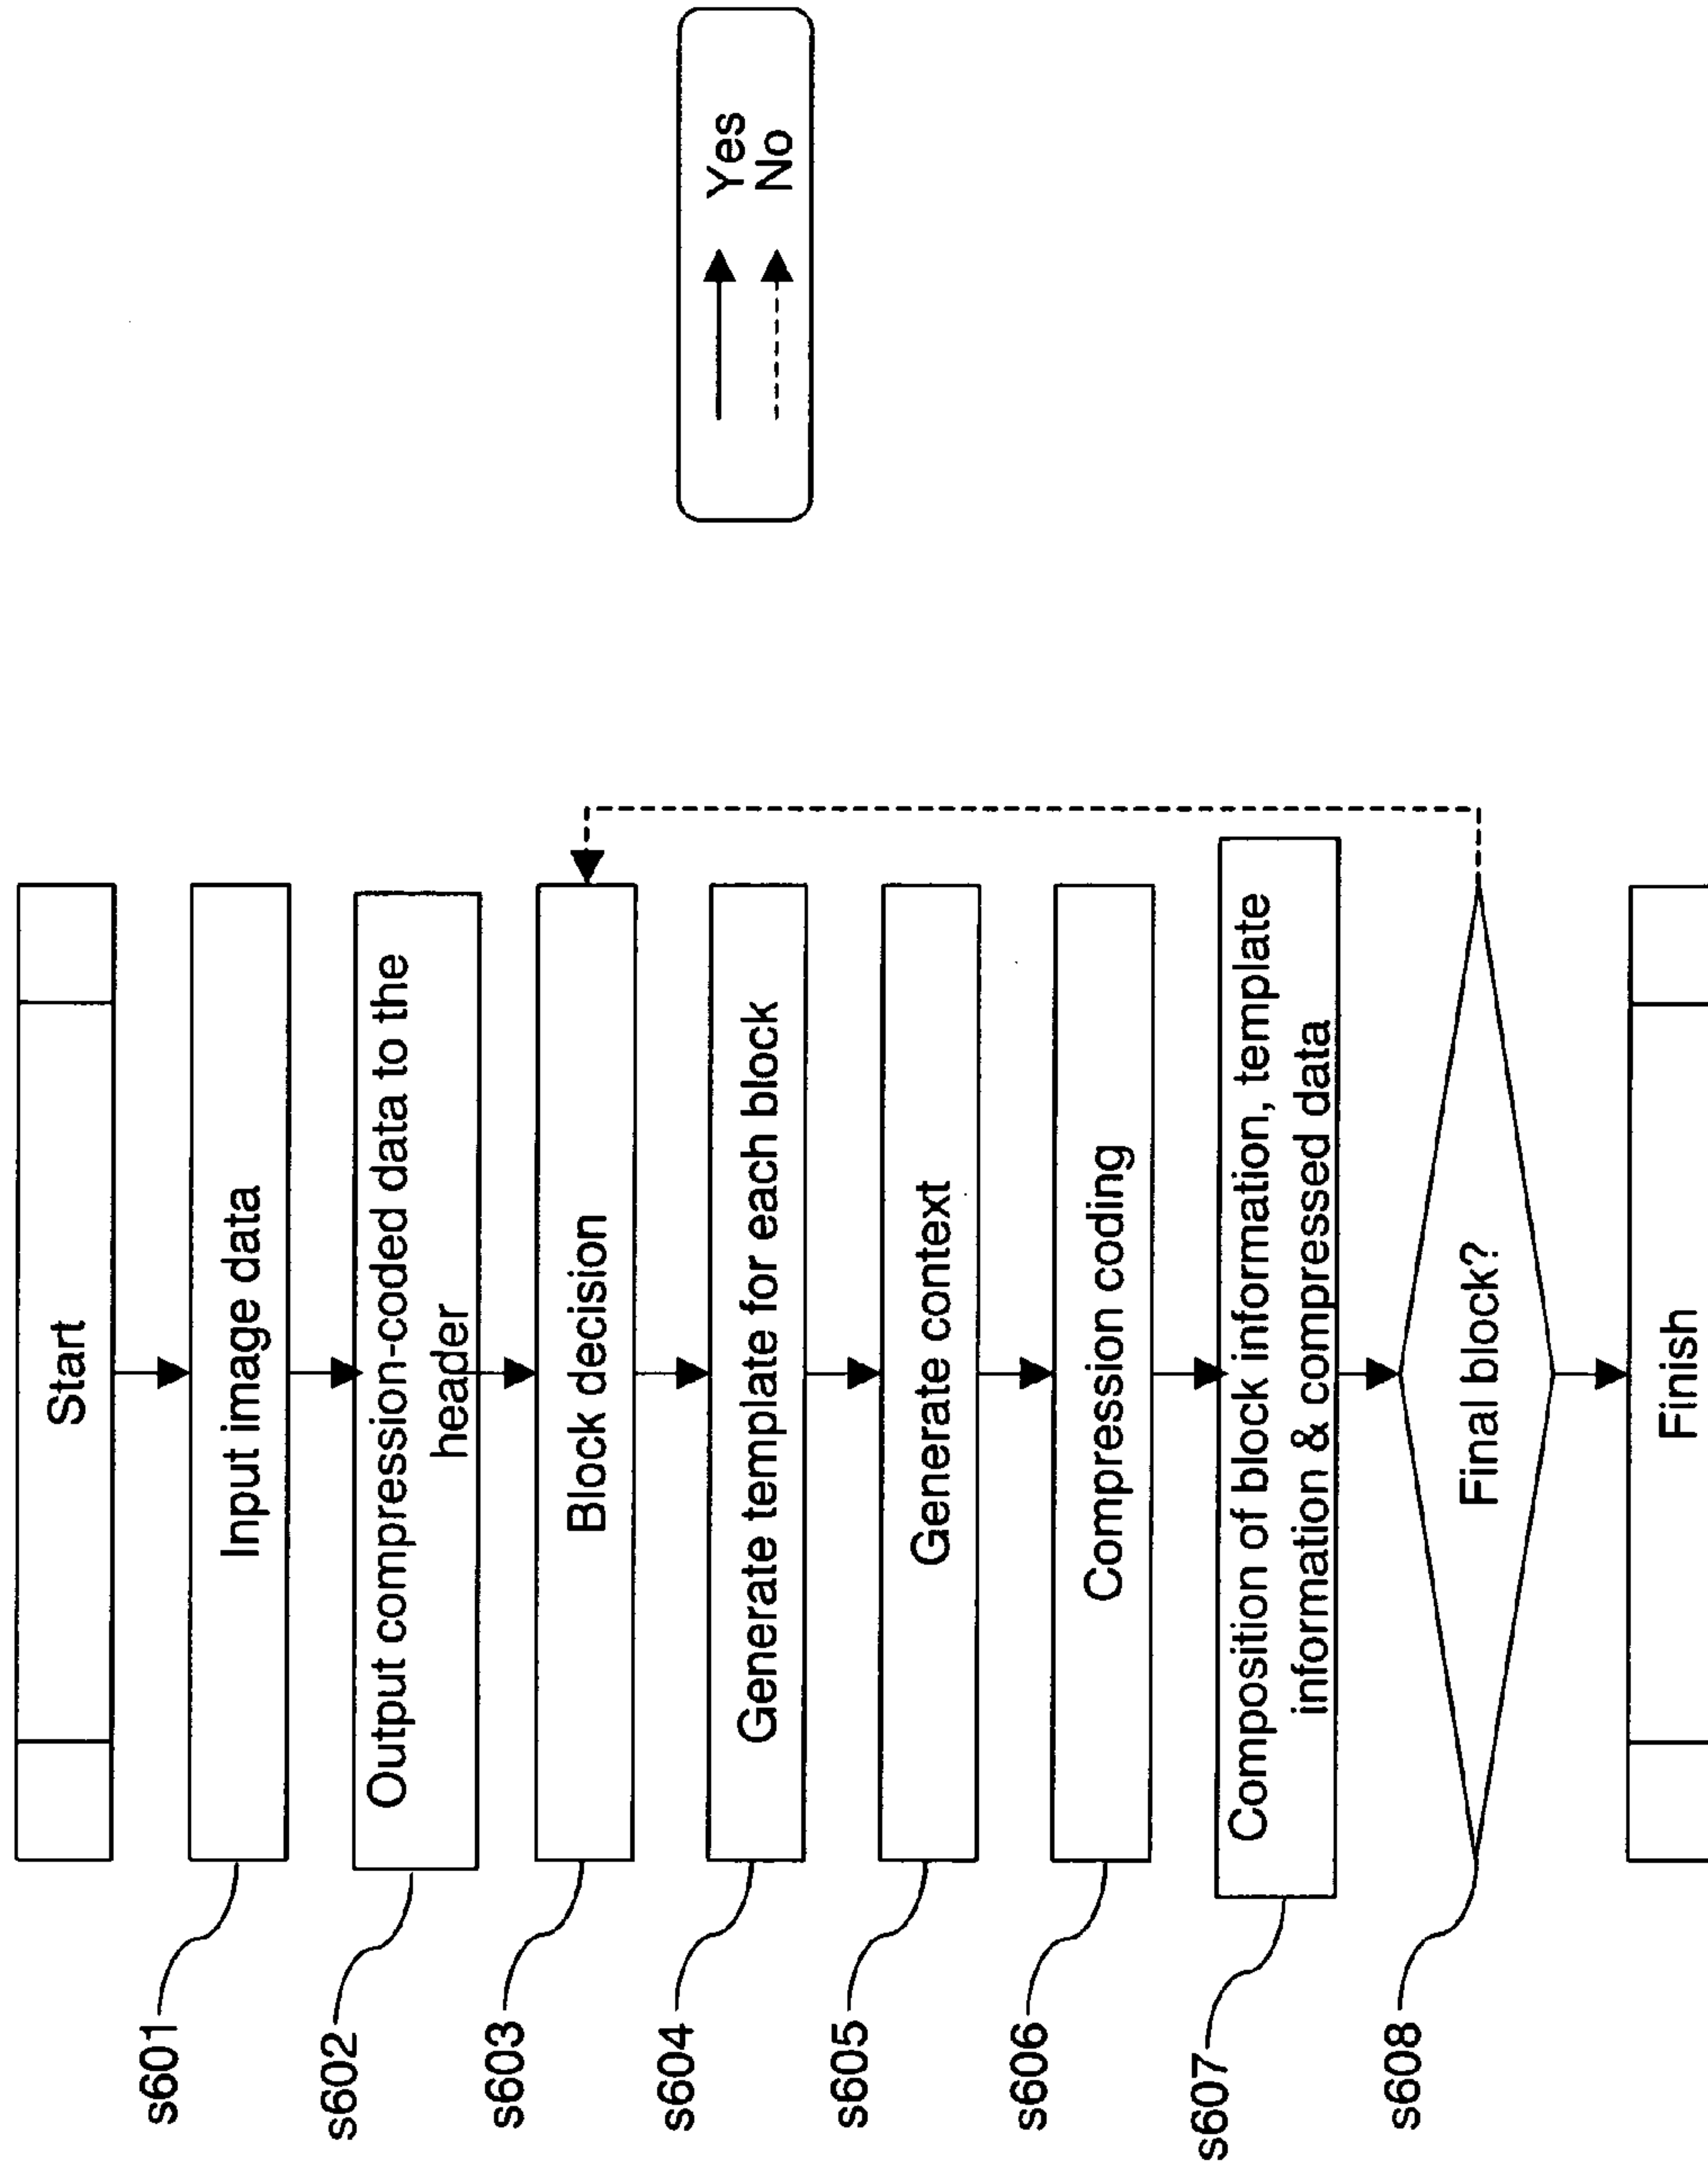 Start
s601
Input image data
s602
Output compression-coded data to the
header
s603
Block decision
s604
Generate template for each block
s605
Generate context
s606
Compression coding
s607
Composition of block information, template
information & compressed data
s608
Final block?
Finish
Yes
No